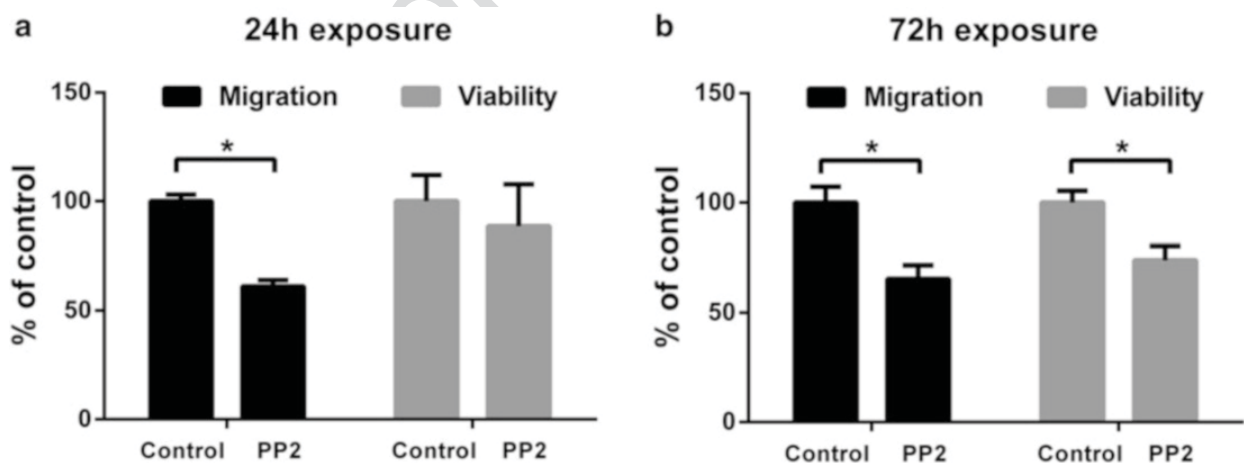 a 24h exposure
Migration Viability
150
100
50
0
% of control
*
Control PP2 Control PP2
b 72h exposure
Migration Viability
150
100
50
0
% of control
* *
Control PP2 Control PP2